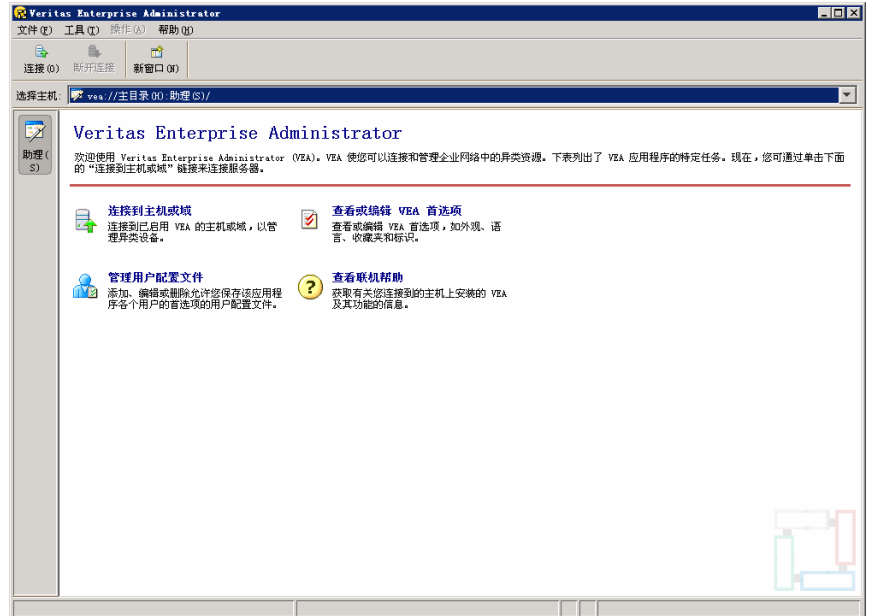 Veritas Enterprise Administrator
文件(F) 工具(T) 操作(A) 帮助(H)
连接(O) 断开连接 新窗口(N)
选择主机: vea://主目录(H):助理(S)/
助理(
S)
Veritas Enterprise Administrator
欢迎使用 Veritas Enterprise Administrator (VEA)。VEA 使您可以连接和管理企业网络中的异类资源。下表列出了 VEA 应用程序的特定任务。现在，您可通过单击下面
的“连接到主机或域”链接来连接服务器。
连接到主机或域
连接到已启用 VEA 的主机或域，以管
理异类设备。
查看或编辑 VEA 首选项
查看或编辑 VEA 首选项，如外观、语
言、收藏夹和标识。
管理用户配置文件
添加、编辑或删除允许您保存该应用程
序各个用户的首选项的用户配置文件。
查看联机帮助
获取有关您连接到的主机上安装的 VEA
及其功能的信息。